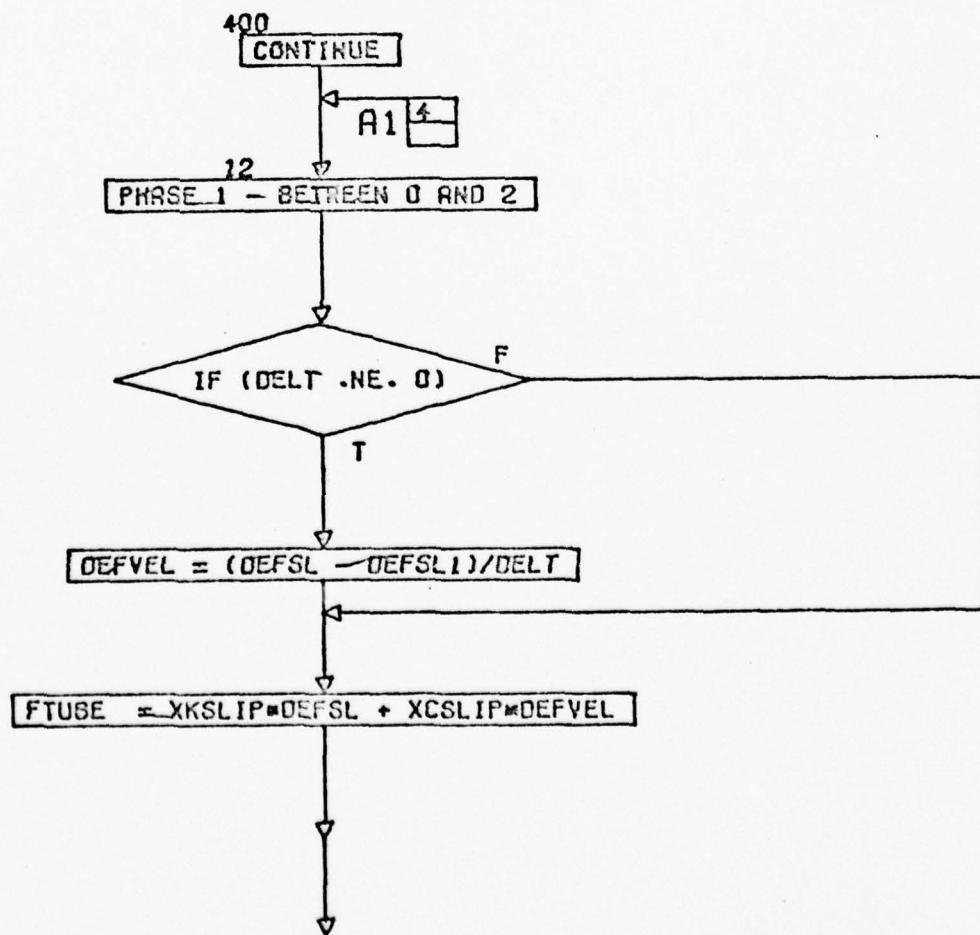 400
CONTINUE
A1 4
12
PHASE 1 - BETWEEN 0 AND 2
IF (DELT .NE. 0)
F
T
DEFVEL = (DEFSL - DEFSL1)/DELT
FTUBE = XKSLIP*DEFSL + XCSLIP*DEFVEL